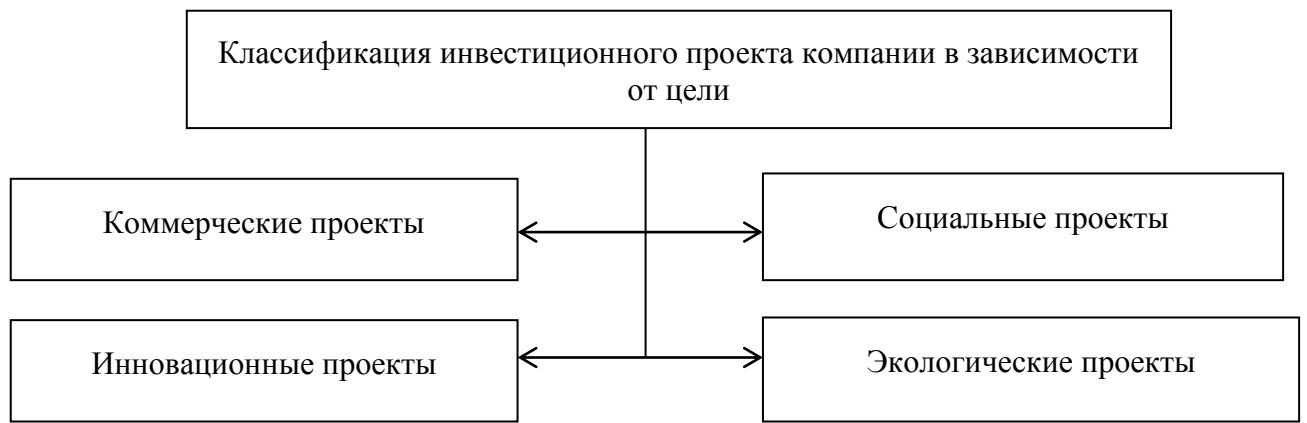 Классификация инвестиционного проекта компании в зависимости
от цели
Коммерческие проекты
Социальные проекты
Инновационные проекты
Экологические проекты